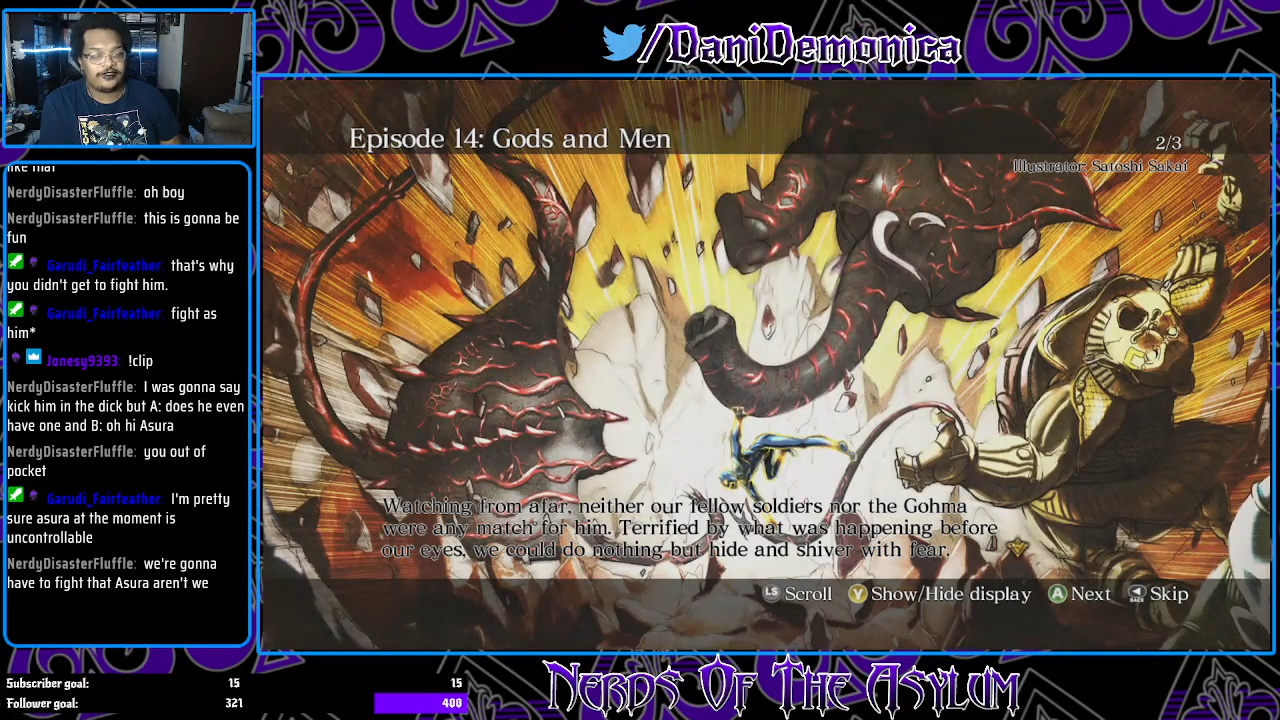 /DaniDemonica
Episode 14: Gods and Men
2/3
Illustrator: Satoshi Sakai
like that
NerdyDisasterFluffle: oh boy
NerdyDisasterFluffle: this is gonna be
fun
Garudi_Fairfeather: that's why
you didn't get to fight him.
Garudi_Fairfeather: fight as
him*
Jonesy9393: !clip
NerdyDisasterFluffle: I was gonna say
kick him in the dick but A: does he even
have one and B: oh hi Asura
NerdyDisasterFluffle: you out of
pocket
Garudi_Fairfeather: I'm pretty
sure asura at the moment is
uncontrollable
NerdyDisasterFluffle: we're gonna
have to fight that Asura aren't we
Watching from afar, neither our fellow soldiers nor the Gohma
were any match for him. Terrified by what was happening before
our eyes, we could do nothing but hide and shiver with fear.
LS Scroll Y Show/Hide display A Next BACK Skip
Subscriber goal: 15 15
Follower goal: 321 400
Nerds Of The Asylum